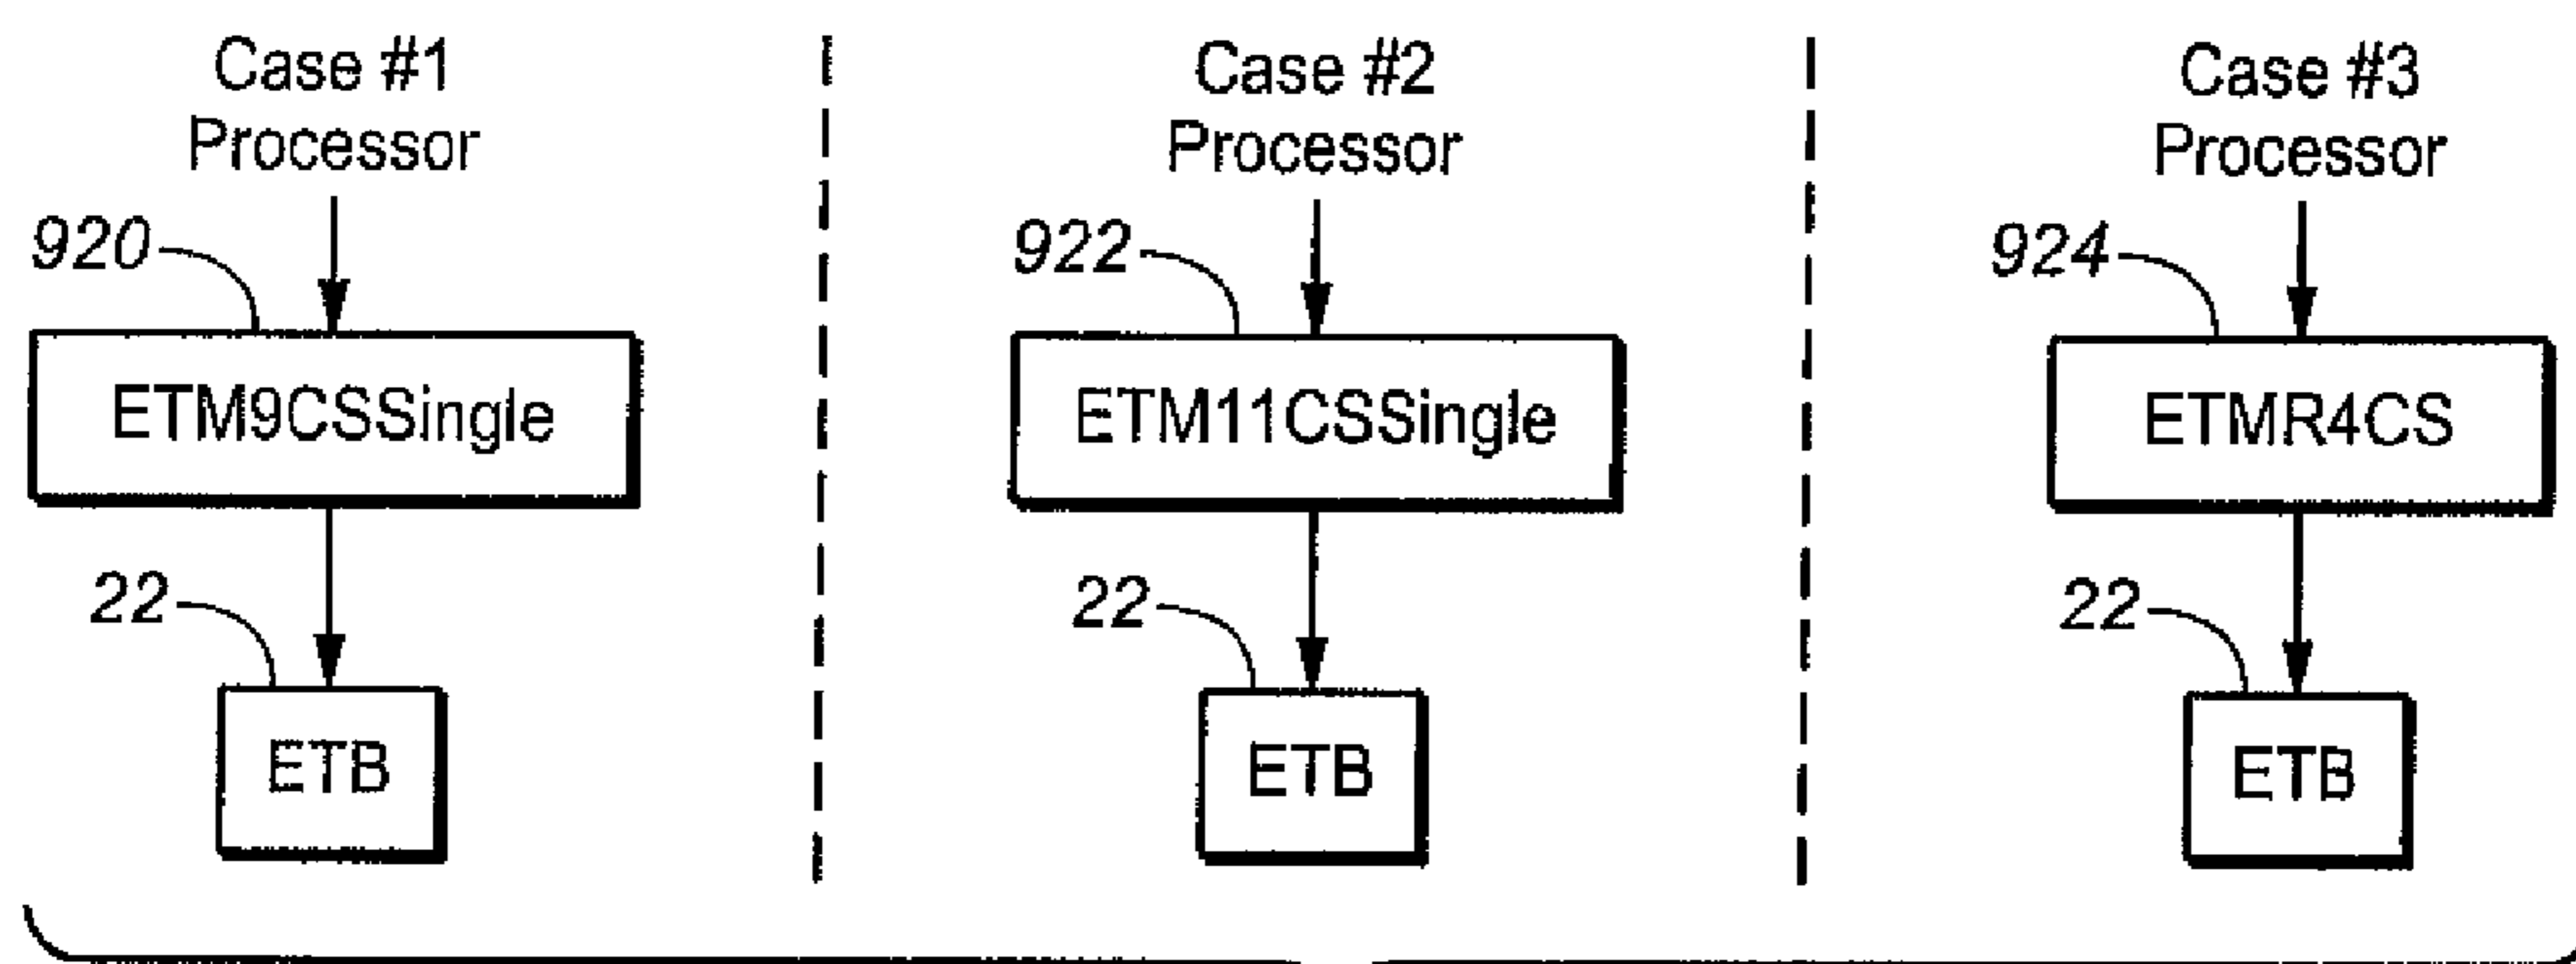 Case #1
Processor
920
ETM9CSSingle
22
ETB
Case #2
Processor
922
ETM11CSSingle
22
ETB
Case #3
Processor
924
ETMR4CS
22
ETB